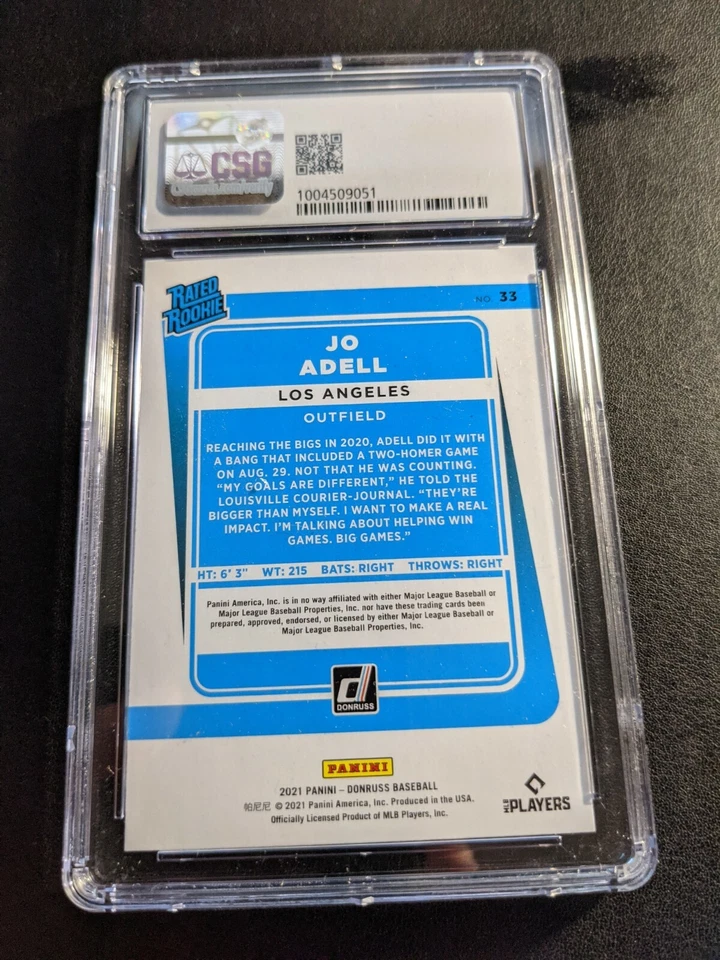 CSG
1004509051
RATED
ROOKIE
NO. 33
JO
ADELL
LOS ANGELES
OUTFIELD
REACHING THE BIGS IN 2020, ADELL DID IT WITH
A BANG THAT INCLUDED A TWO-HOMER GAME
ON AUG. 29. NOT THAT HE WAS COUNTING.
“MY GOALS ARE DIFFERENT,” HE TOLD THE
LOUISVILLE COURIER-JOURNAL. “THEY’RE
BIGGER THAN MYSELF. I WANT TO MAKE A REAL
IMPACT. I’M TALKING ABOUT HELPING WIN
GAMES. BIG GAMES.”
HT: 6' 3" WT: 215 BATS: RIGHT THROWS: RIGHT
Panini America, Inc. is in no way affiliated with either Major League Baseball or
Major League Baseball Properties, Inc. nor have these trading cards been
prepared, approved, endorsed, or licensed by either Major League Baseball or
Major League Baseball Properties, Inc.
DONRUSS
PANINI
2021 PANINI – DONRUSS BASEBALL
帕尼尼 © 2021 Panini America, Inc. Produced in the USA.
Officially Licensed Product of MLB Players, Inc.
MLB PLAYERS